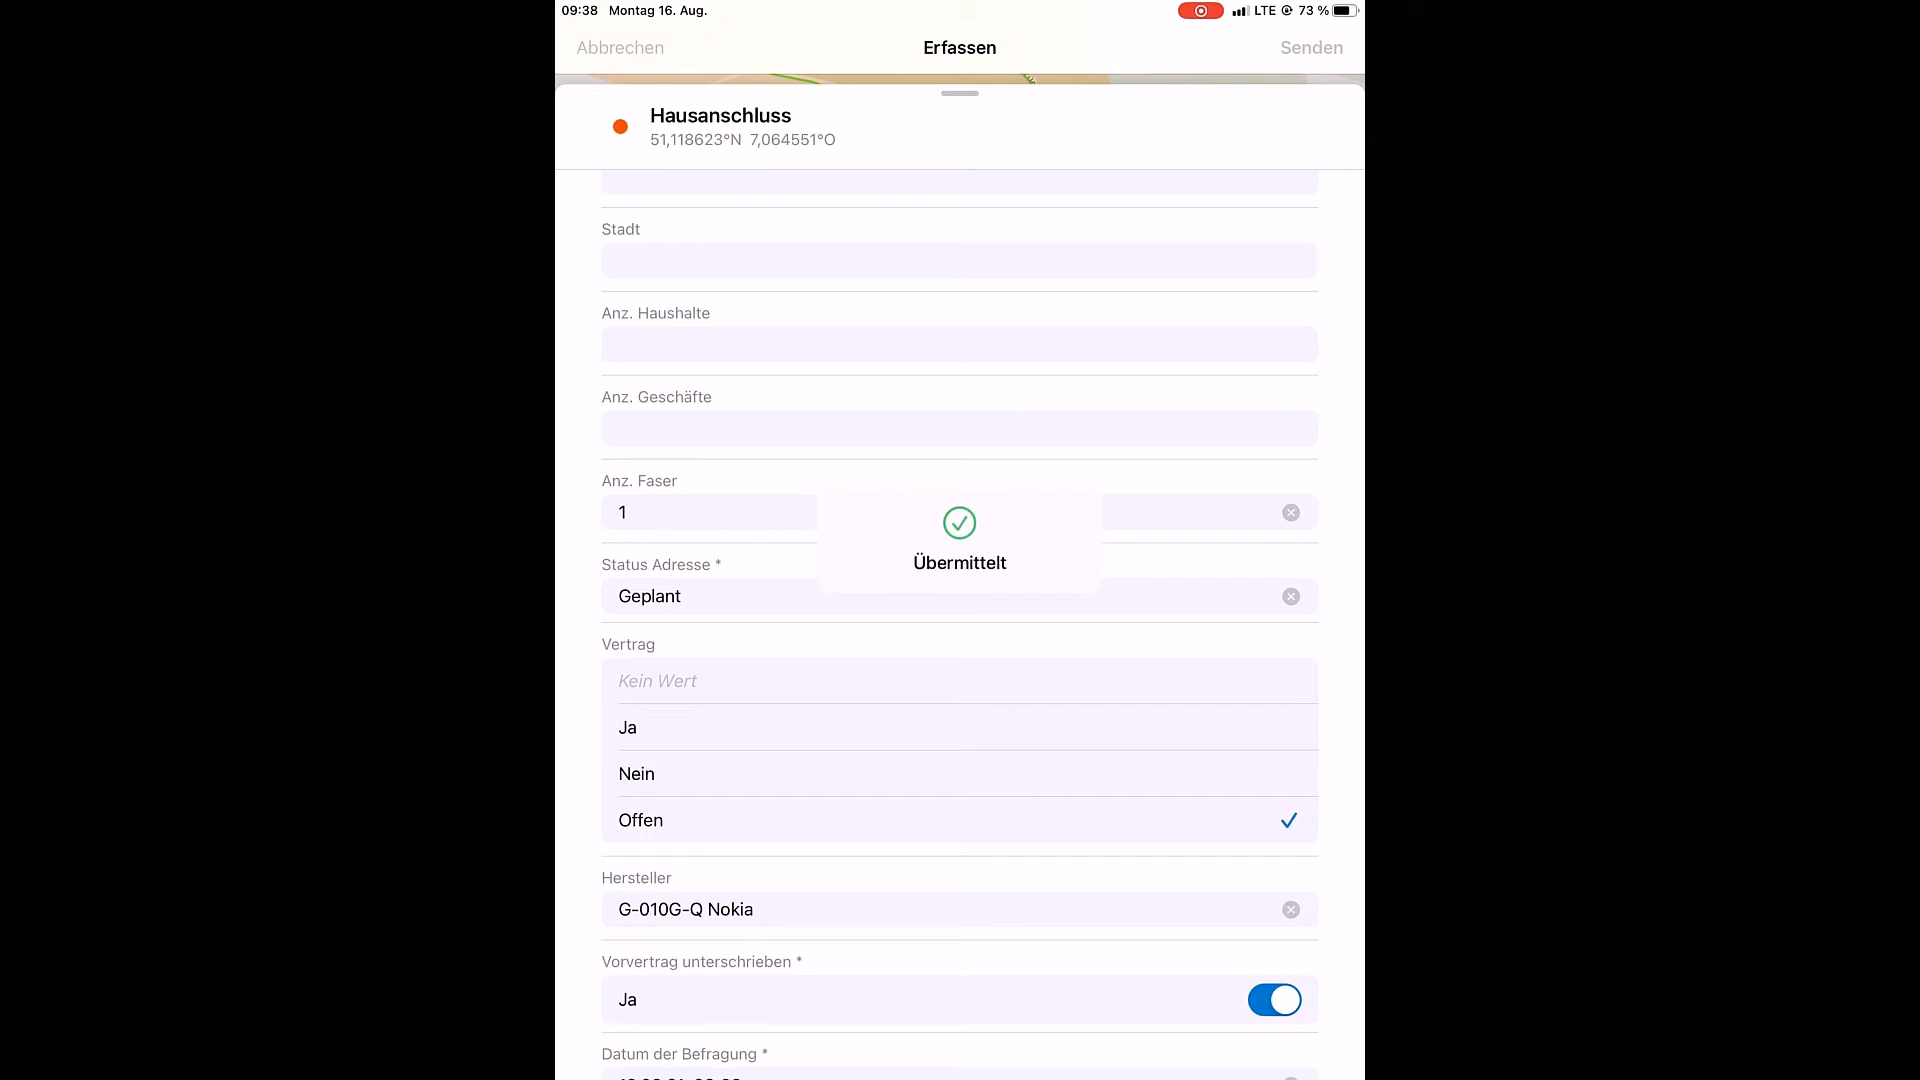 09:38 Montag 16. Aug.
LTE 73 %
Abbrechen
Erfassen
Senden
Hausanschluss
51,118623°N 7,064551°O
Stadt
Anz. Haushalte
Anz. Geschäfte
Anz. Faser
1
Übermittelt
Status Adresse *
Geplant
Vertrag
Kein Wert
Ja
Nein
Offen
Hersteller
G-010G-Q Nokia
Vorvertrag unterschrieben *
Ja
Datum der Befragung *